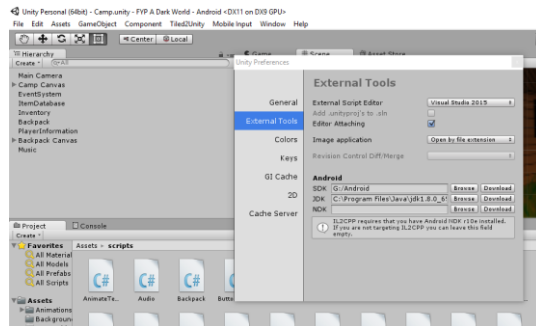 Unity Personal (64bit) - Camp.unity - FYP A Dark World - Android <DX11 on DX9 GPU>
File Edit Assets GameObject Component Tiled2Unity Mobile Input Window Help
Center Local
Hierarchy
Game Scene Asset Store
Create All
Unity Preferences
Main Camera
Camp Canvas
EventSystem
ItemDatabase
Inventory
Backpack
PlayerInformation
Backpack Canvas
Music
General
External Tools
Colors
Keys
GI Cache
2D
Cache Server
External Tools
External Script Editor Visual Studio 2015
Add .unityproj's to .sln
Editor Attaching
Image application Open by file extension
Revision Control Diff/Merge
Android
SDK G:/Android Browse Download
JDK C:\Program Files\Java\jdk1.8.0_6 Browse Download
NDK Browse Download
IL2CPP requires that you have Android NDK r10e installed.
If you are not targeting IL2CPP you can leave this field
empty.
Project Console
Create
Favorites
All Material
All Models
All Prefabs
All Scripts
Assets
Animations
Backgroun
Assets scripts
C# C# C#
AnimateTe... Audio Backpack Butto